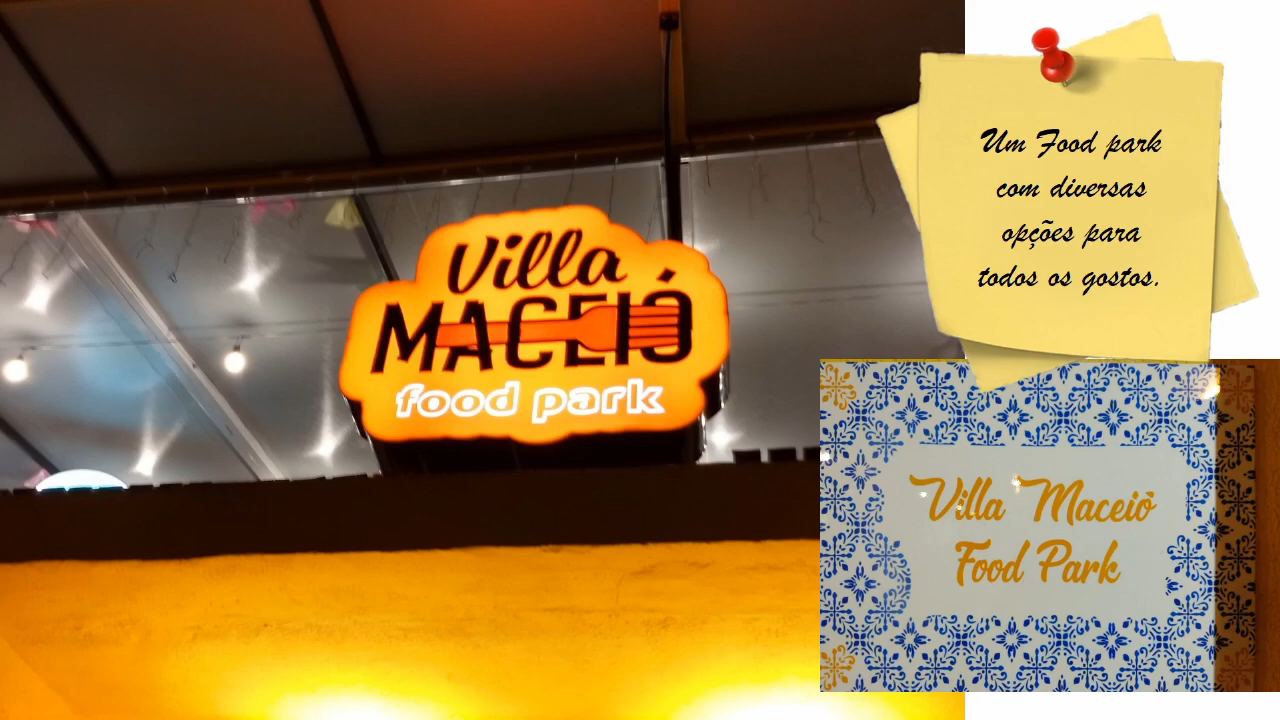 Villa
MACEIÓ
food park
Um Food park
com diversas
opções para
todos os gostos.
Villa Maceió
Food Park